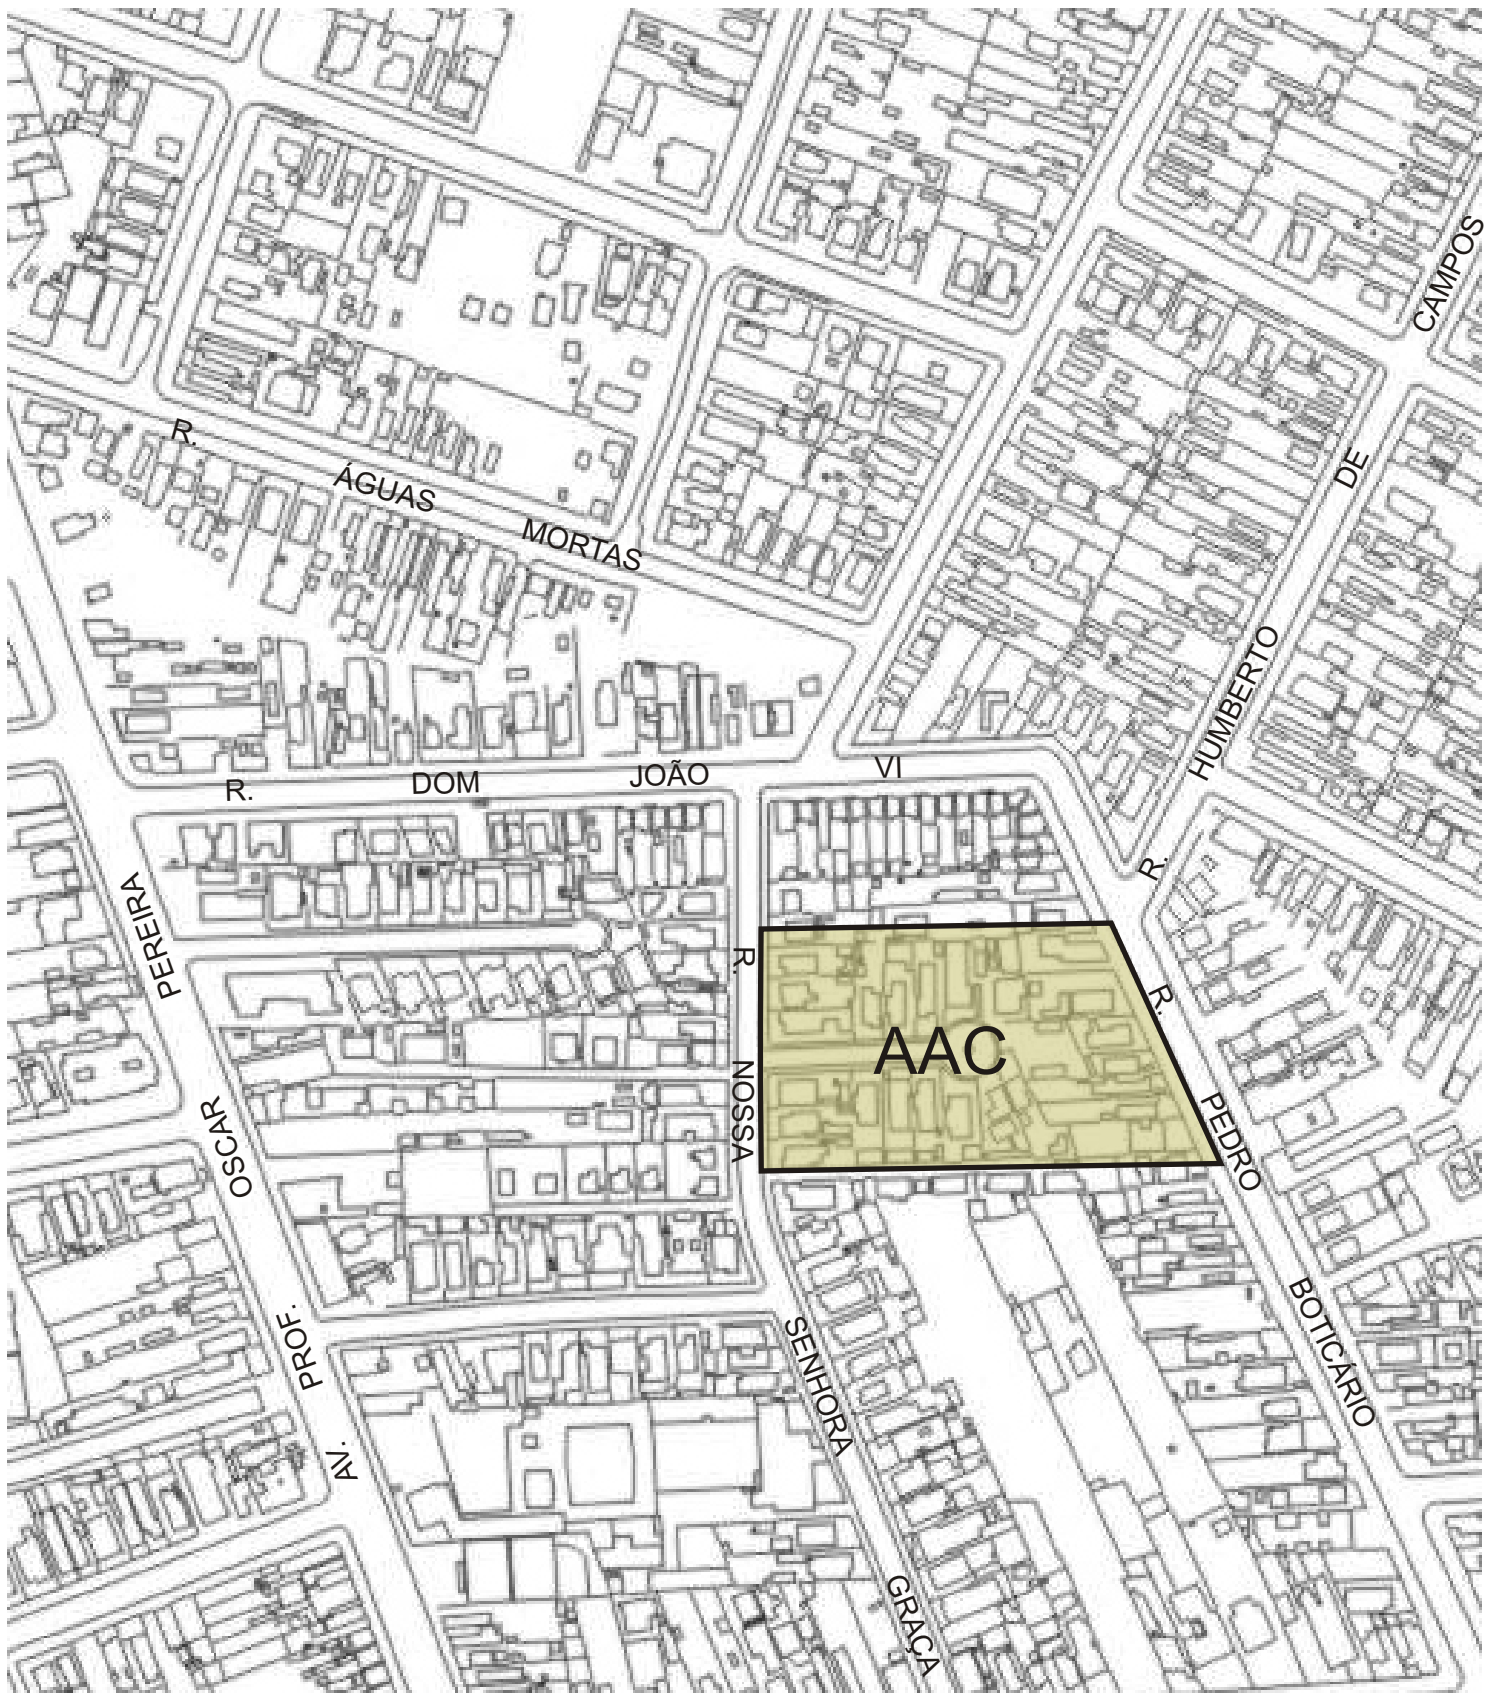 R. ÁGUAS MORTAS
R. HUMBERTO DE CAMPOS
R. DOM JOÃO VI
AV. PROF. OSCAR PEREIRA
R. NOSSA SENHORA GRAÇA
AAC
R. PEDRO BOTICÁRIO